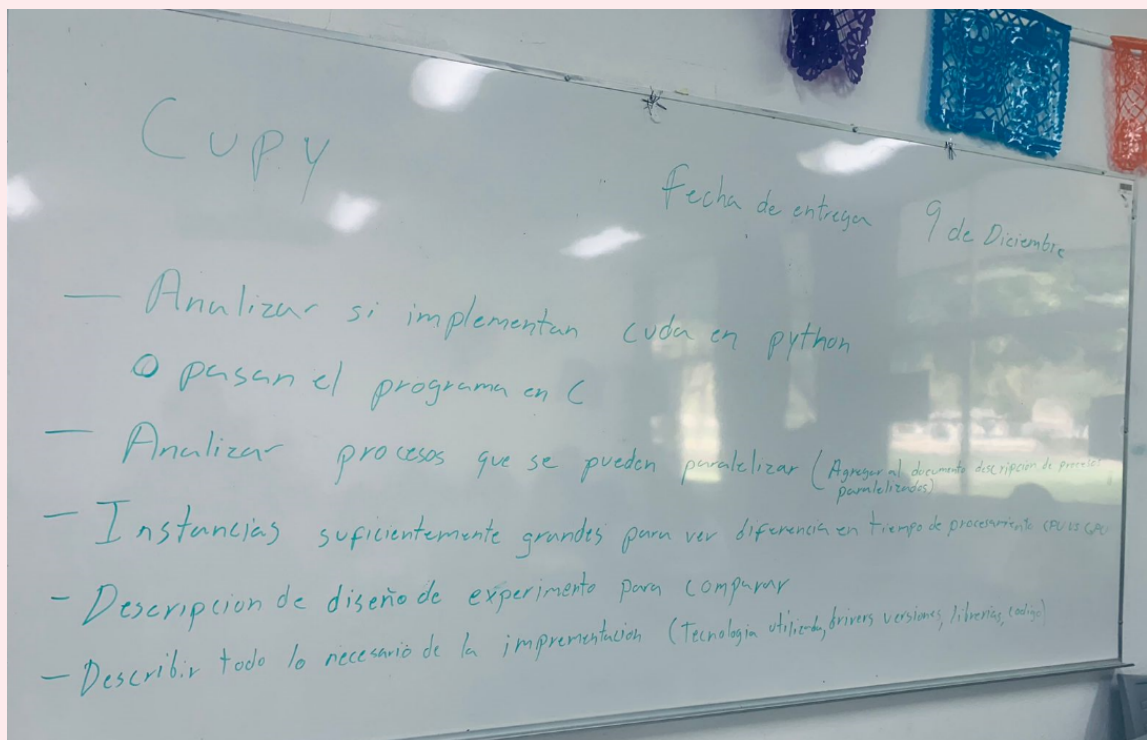 Cupy
Fecha de entrega 9 de Diciembre
— Analizar si implementan cuda en python
O pasan el programa en C
— Analizar procesos que se pueden paralelizar (Agregar al documento descripción de procesos
paralelizados)
— Instancias suficientemente grandes para ver diferencia en tiempo de procesamiento CPU vs GPU
— Descripcion de diseño de experimento para comparar
— Describir todo lo necesario de la imprementación (Tecnologia utilizada, drivers versiones, librerias, codigo)